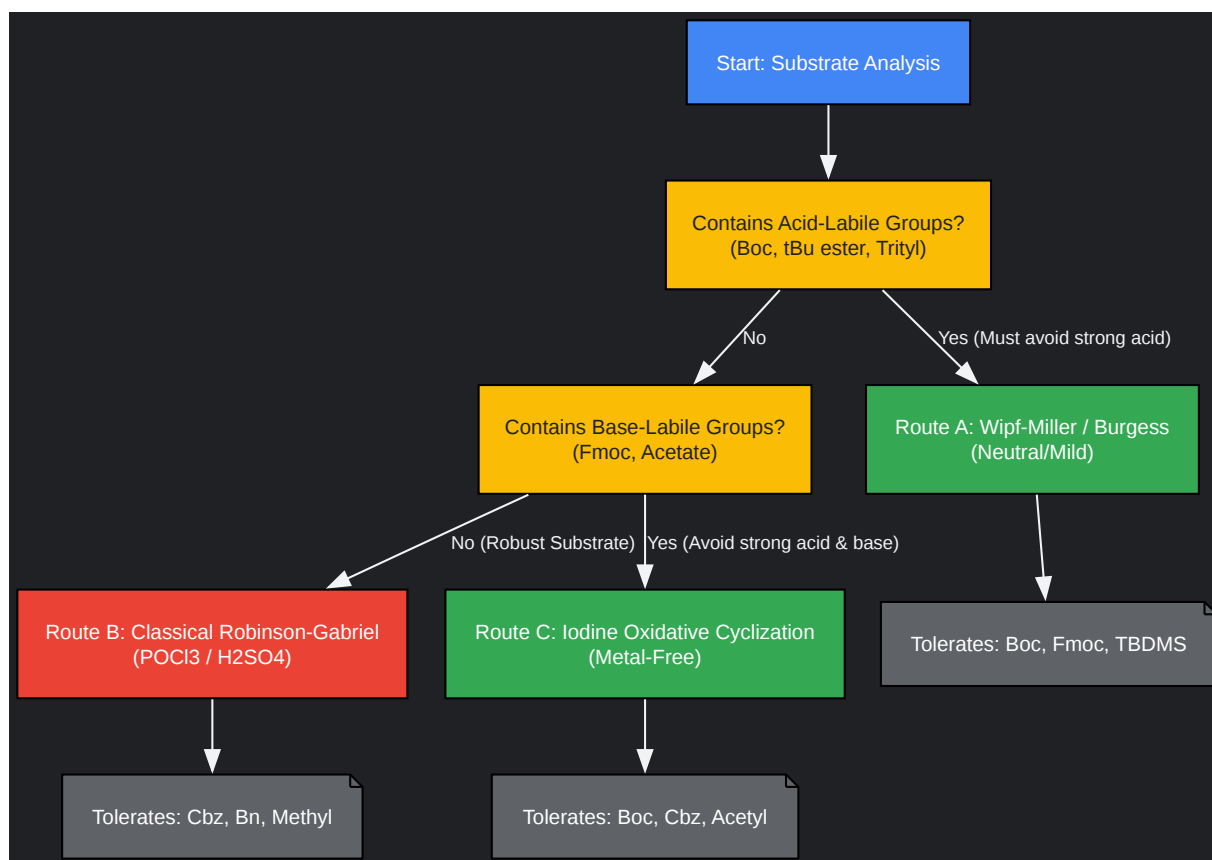 Start: Substrate Analysis
Contains Acid-Labile Groups?
(Boc, tBu ester, Trityl)
No
Yes (Must avoid strong acid)
Contains Base-Labile Groups?
(Fmoc, Acetate)
Route A: Wipf-Miller / Burgess
(Neutral/Mild)
No (Robust Substrate)
Yes (Avoid strong acid & base)
Route B: Classical Robinson-Gabriel
(POCl3 / H2SO4)
Route C: Iodine Oxidative Cyclization
(Metal-Free)
Tolerates: Boc, Fmoc, TBDMS
Tolerates: Cbz, Bn, Methyl
Tolerates: Boc, Cbz, Acetyl